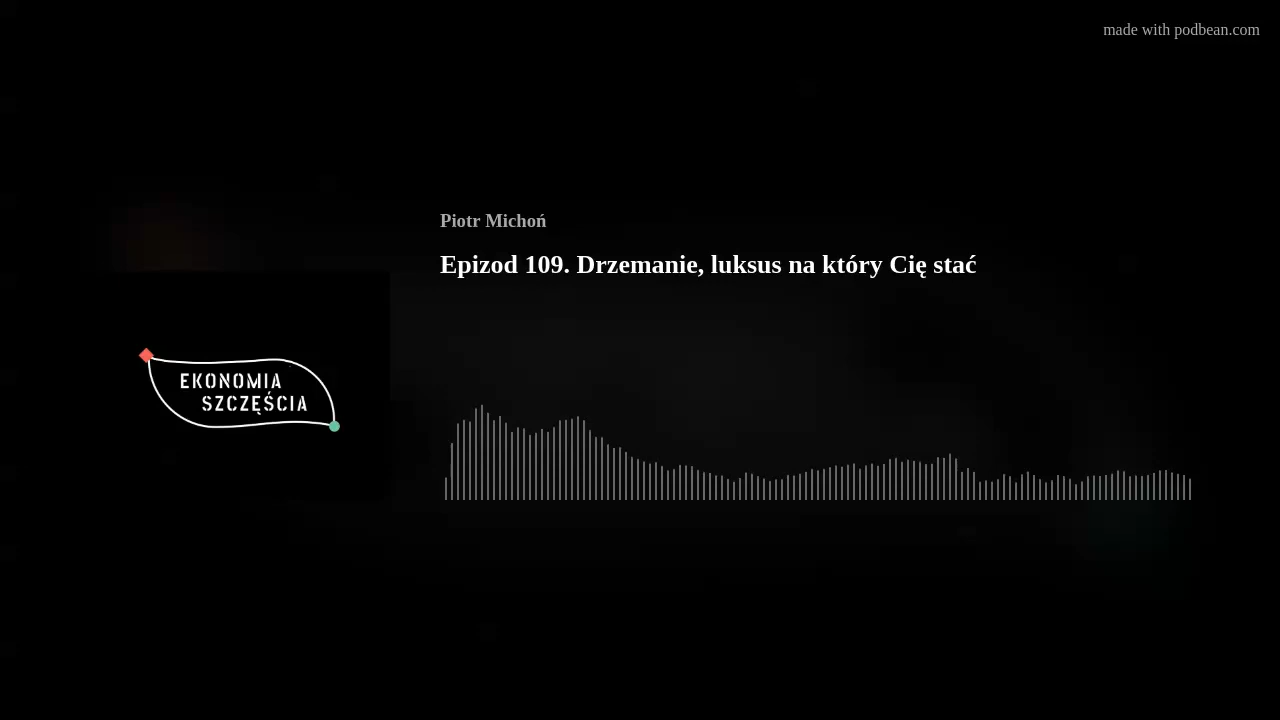 made with podbean.com
Piotr Michoń
Epizod 109. Drzemanie, luksus na który Cię stać
EKONOMIA
SZCZĘŚCIA